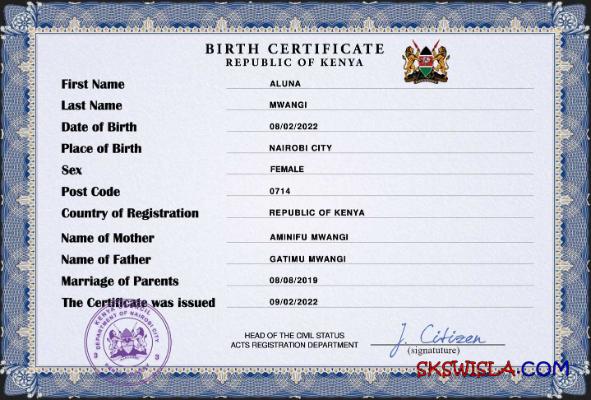 BIRTH CERTIFICATE
REPUBLIC OF KENYA
First Name ALUNA
Last Name MWANGI
Date of Birth 08/02/2022
Place of Birth NAIROBI CITY
Sex FEMALE
Post Code 0714
Country of Registration REPUBLIC OF KENYA
Name of Mother AMINIFU MWANGI
Name of Father GATIMU MWANGI
Marriage of Parents 08/08/2019
The Certificate was issued 09/02/2022
DEPARTMENT OF NAIROBI CITY
HEAD OF THE CIVIL STATUS
ACTS REGISTRATION DEPARTMENT
J. Citizen
(signatuture)
SKSWISLA.COM